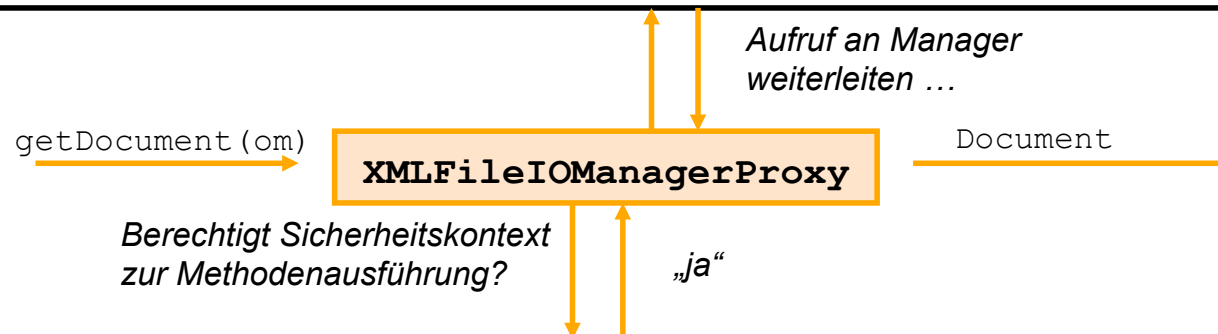 Aufruf an Manager
weiterleiten …
getDocument(om)
Document
XMLFileIOManagerProxy
Berechtigt Sicherheitskontext
zur Methodenausführung?
„ja“